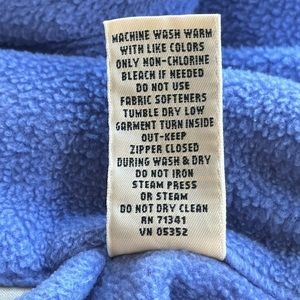 MACHINE WASH WARM
WITH LIKE COLORS
ONLY NON-CHLORINE
BLEACH IF NEEDED
DO NOT USE
FABRIC SOFTENERS
TUMBLE DRY LOW
GARMENT TURN INSIDE
OUT-KEEP
ZIPPER CLOSED
DURING WASH & DRY
DO NOT IRON
STEAM PRESS
OR STEAM
DO NOT DRY CLEAN
RN 71341
VN 05352